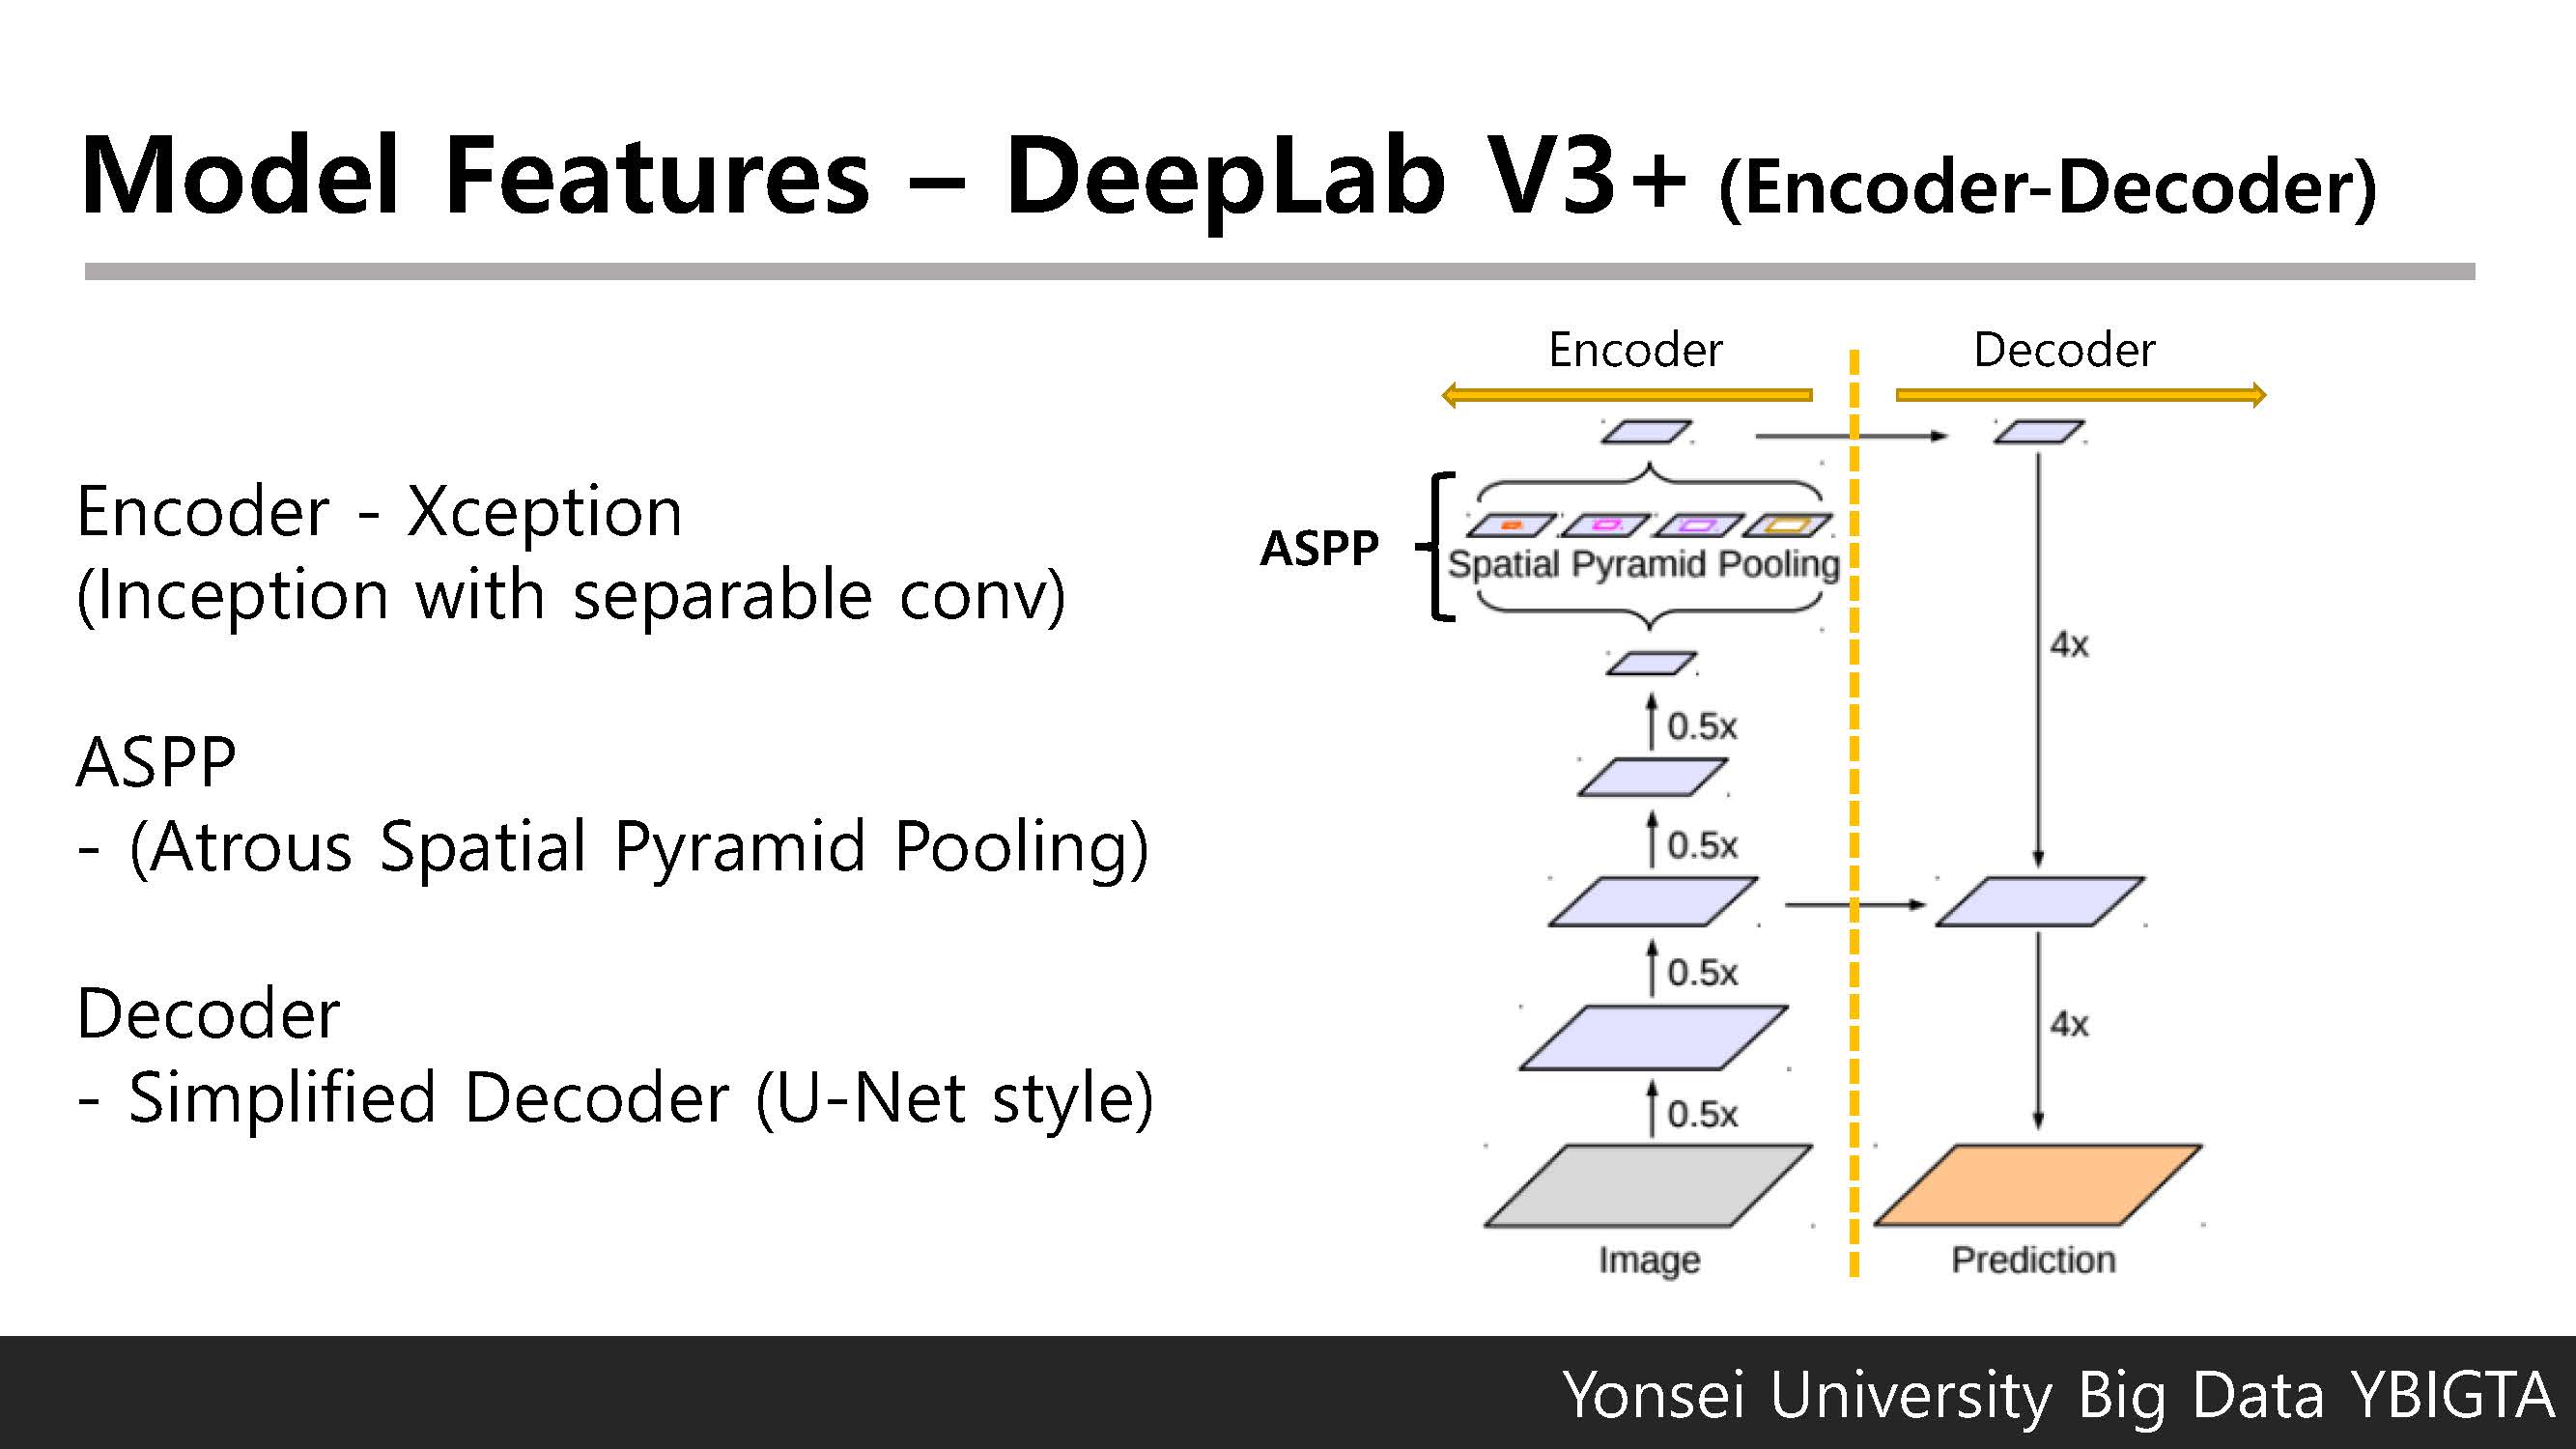 Model Features – DeepLab V3+ (Encoder-Decoder)
Encoder - Xception
(Inception with separable conv)
ASPP
- (Atrous Spatial Pyramid Pooling)
Decoder
- Simplified Decoder (U-Net style)
Encoder
Decoder
ASPP
Spatial Pyramid Pooling
4x
0.5x
0.5x
0.5x
4x
0.5x
Image
Prediction
Yonsei University Big Data YBIGTA